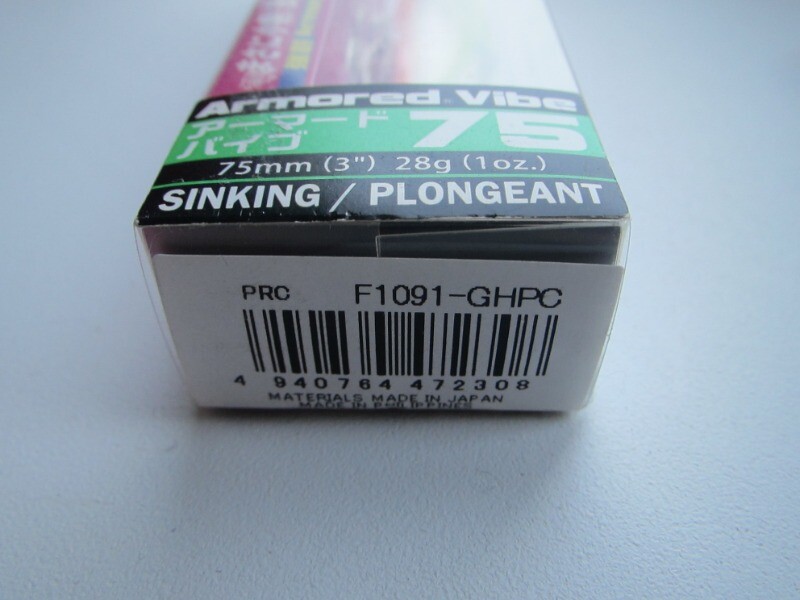 Armored Vibe
アーマード
バイブ
75
75mm (3") 28g (1oz.)
SINKING / PLONGEANT
PRC F1091-GHPC
4 940764 472308
MATERIALS MADE IN JAPAN
MADE IN PHILIPPINES